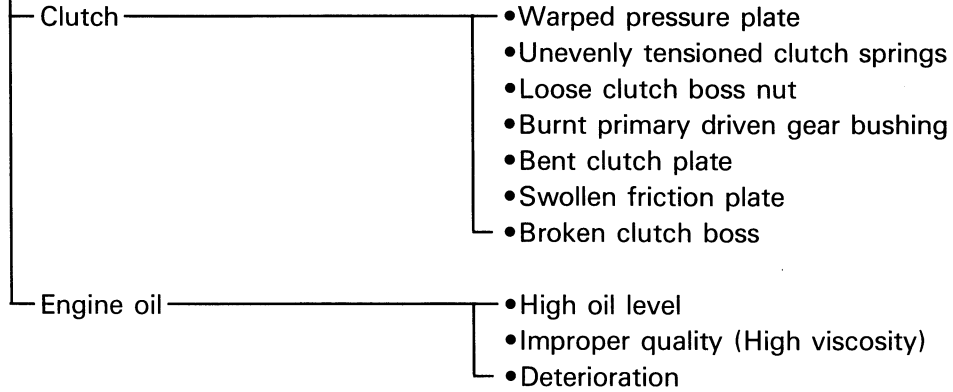 Clutch
•Warped pressure plate
•Unevenly tensioned clutch springs
•Loose clutch boss nut
•Burnt primary driven gear bushing
•Bent clutch plate
•Swollen friction plate
•Broken clutch boss
Engine oil
•High oil level
•Improper quality (High viscosity)
•Deterioration